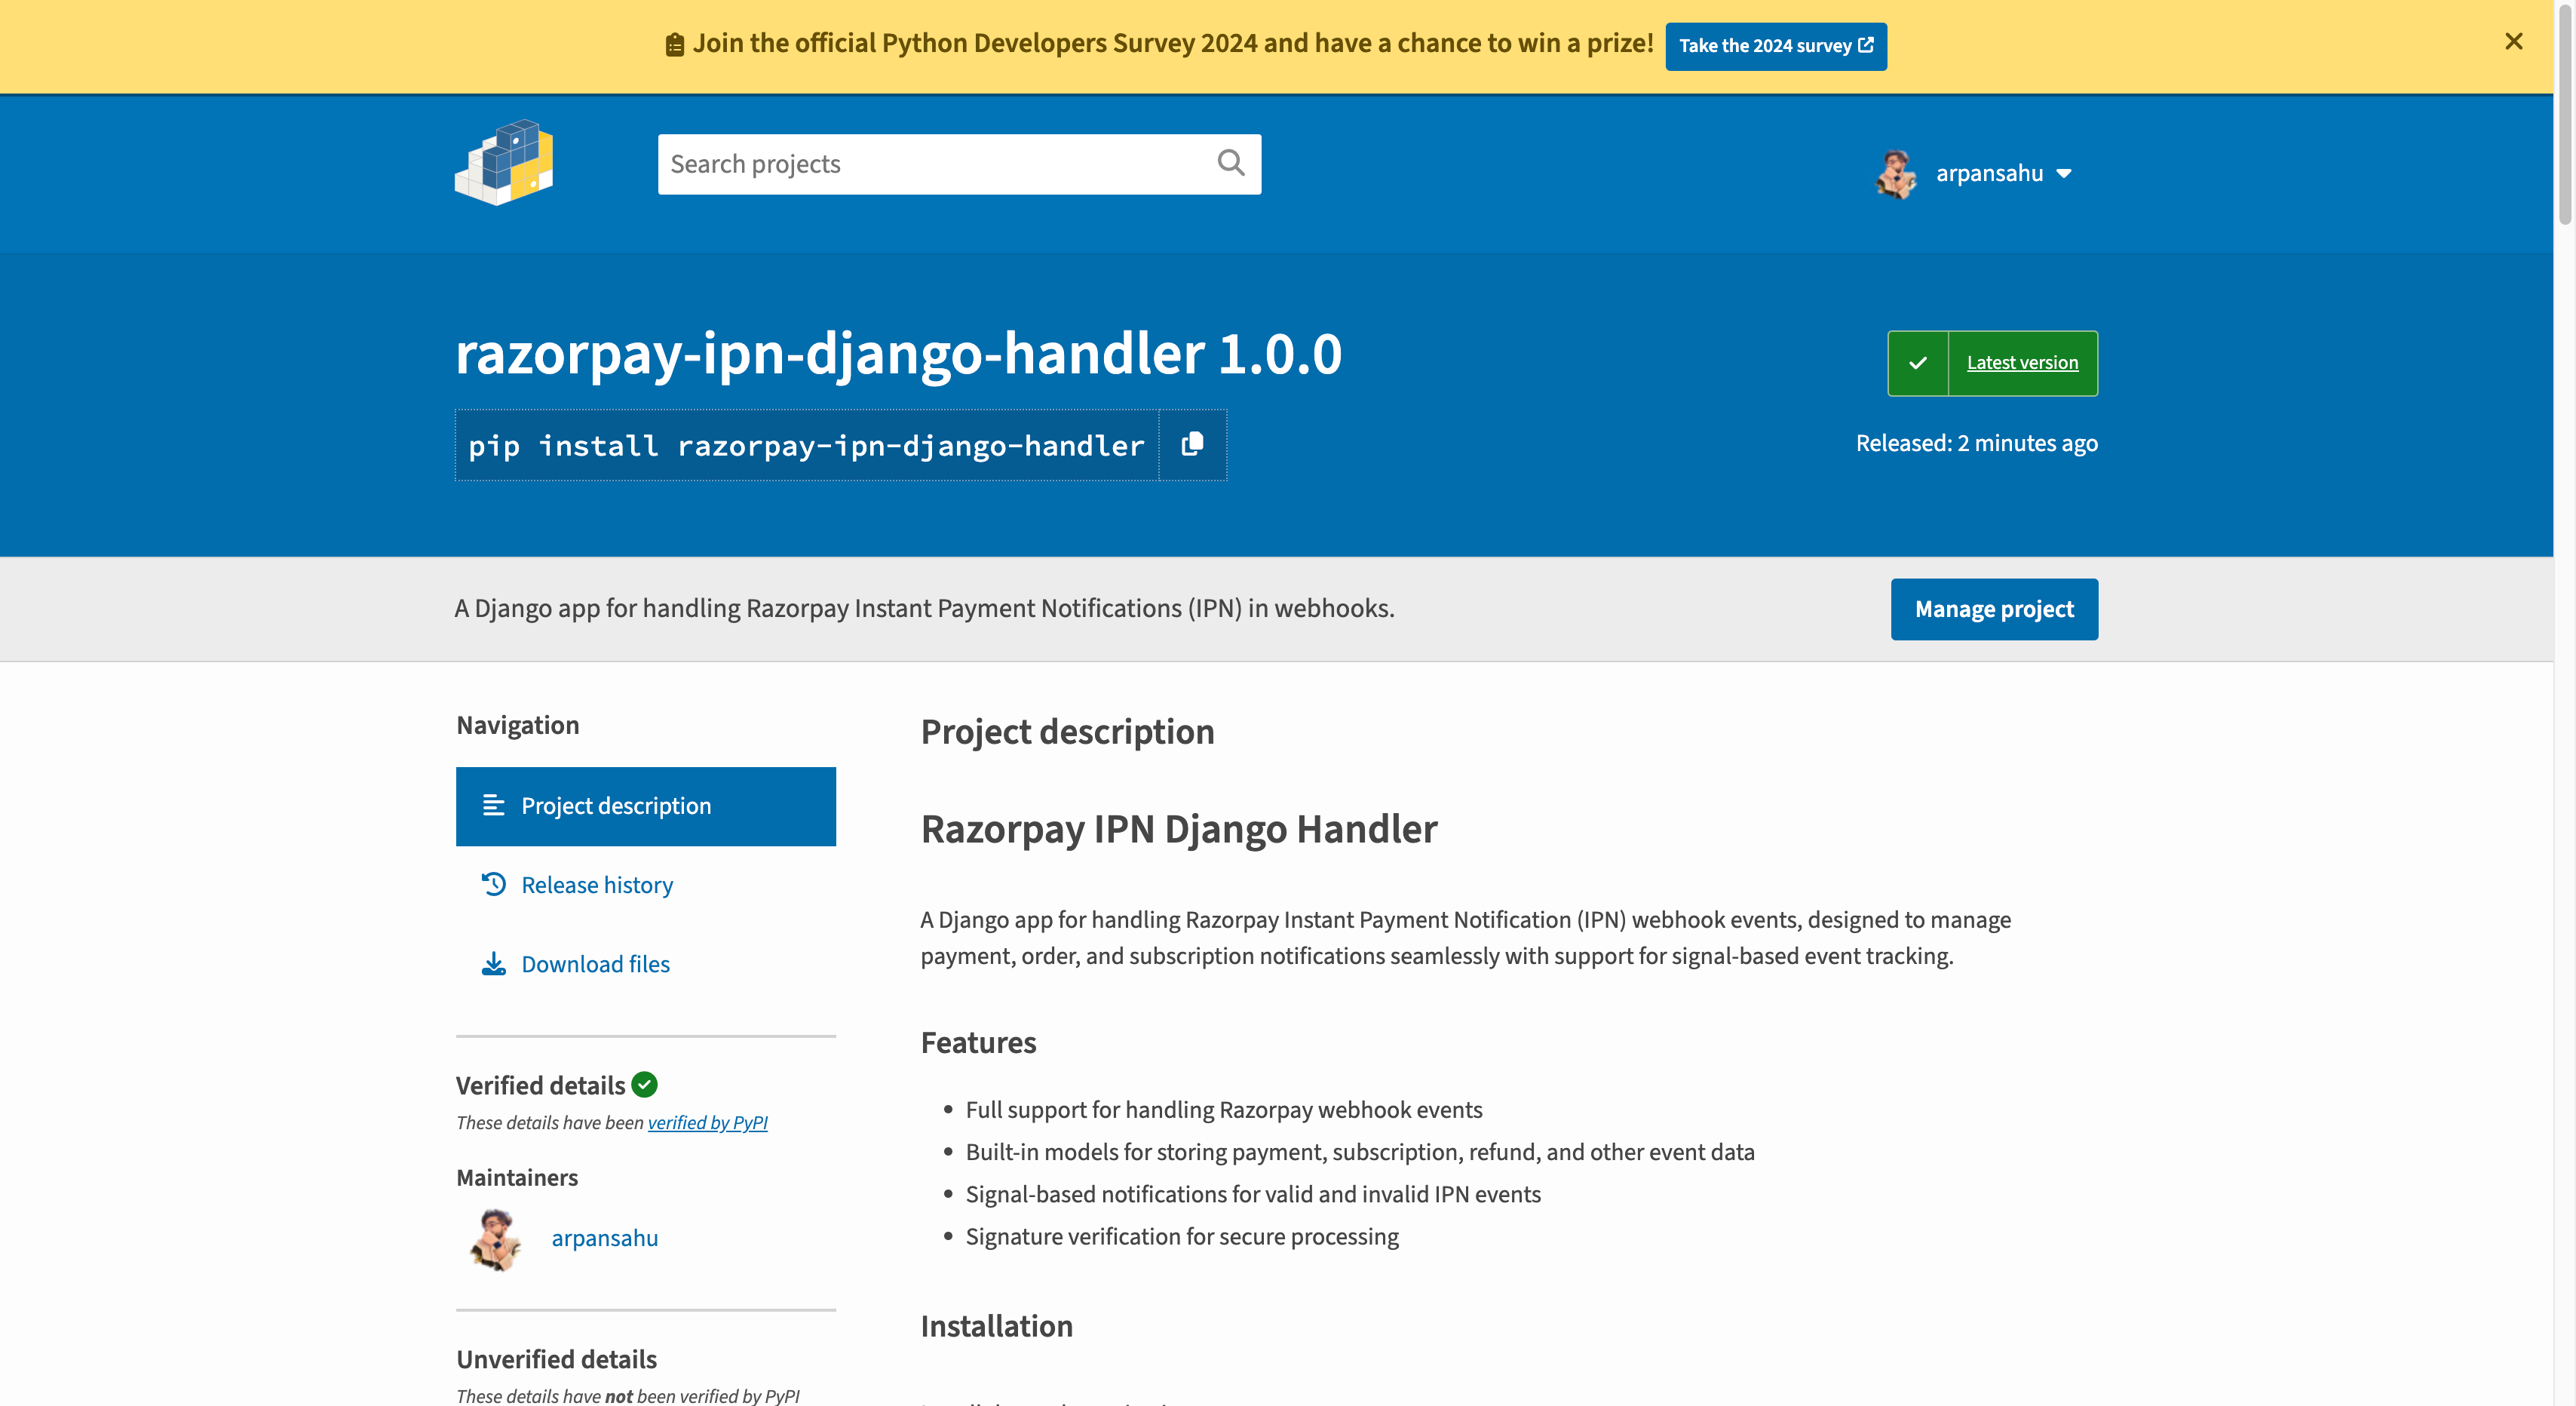 Join the official Python Developers Survey 2024 and have a chance to win a prize! Take the 2024 survey
Search projects
arpansahu
razorpay-ipn-django-handler 1.0.0
Latest version
pip install razorpay-ipn-django-handler
Released: 2 minutes ago
A Django app for handling Razorpay Instant Payment Notifications (IPN) in webhooks.
Manage project
Navigation
Project description
Release history
Download files
Verified details
These details have been verified by PyPI
Maintainers
arpansahu
Unverified details
These details have not been verified by PyPI
Project description
Razorpay IPN Django Handler
A Django app for handling Razorpay Instant Payment Notification (IPN) webhook events, designed to manage
payment, order, and subscription notifications seamlessly with support for signal-based event tracking.
Features
• Full support for handling Razorpay webhook events
• Built-in models for storing payment, subscription, refund, and other event data
• Signal-based notifications for valid and invalid IPN events
• Signature verification for secure processing
Installation